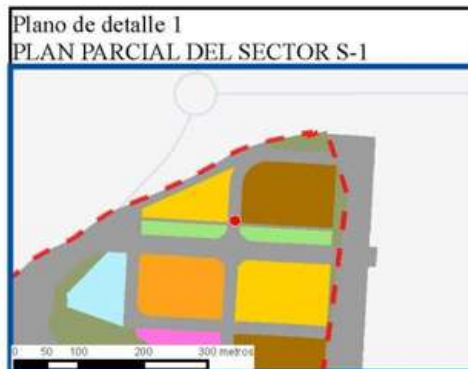 Plano de detalle 1
PLAN PARCIAL DEL SECTOR S-1
0 50 100 200 300 metros